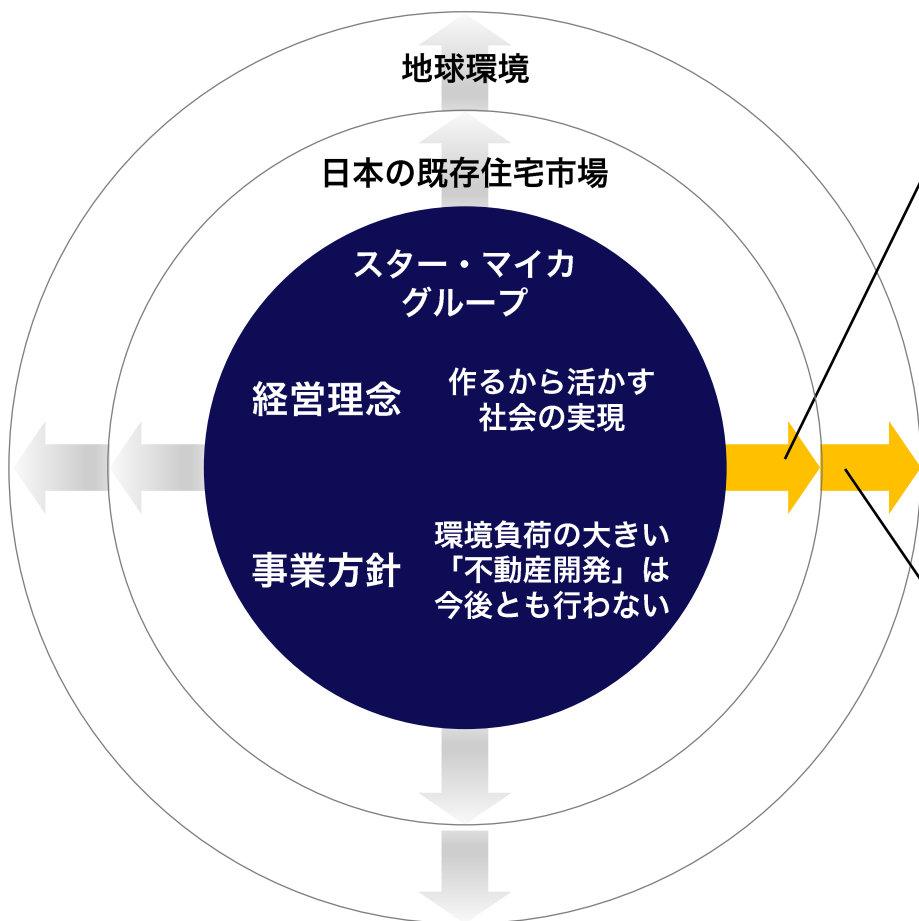 地球環境
日本の既存住宅市場
スター・マイカ
グループ
経営理念
作るから活かす
社会の実現
事業方針
環境負荷の大きい
「不動産開発」は
今後とも行わない